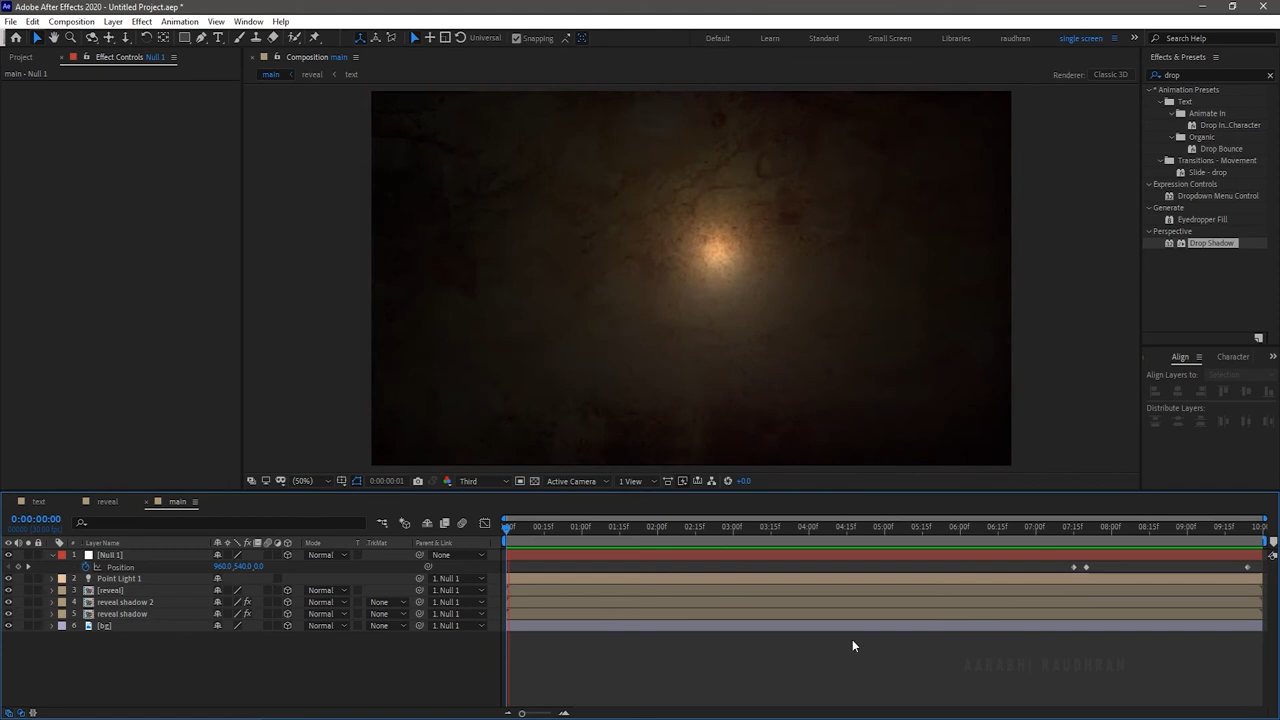 Adobe After Effects 2020 - Untitled Project.aep *
File Edit Composition Layer Effect Animation View Window Help
Universal Snapping Default Learn Standard Small Screen Libraries raudhran single screen Search Help
Project Effect Controls Null 1 Composition main Effects & Presets
main - Null 1 main reveal text Renderer: Classic 3D drop
* Animation Presets
Text
Animate In
Drop In...Character
Organic
Drop Bounce
Transitions - Movement
Slide - drop
Expression Controls
Dropdown Menu Control
Generate
Eyedropper Fill
Perspective
Drop Shadow
Align Character
Align Layers to: Selection
Distribute Layers:
(50%) 0:00:00:01 Third Active Camera 1 View +0.0
text reveal main
0:00:00:00
# Layer Name Mode T TrkMat Parent & Link
00:15f 01:00f 01:15f 02:00f 02:15f 03:00f 03:15f 04:00f 04:15f 05:00f 05:15f 06:00f 06:15f 07:00f 07:15f 08:00f 08:15f 09:00f 09:15f
1 [Null 1] Normal None
Position 960.0,540.0,0.0
2 Point Light 1 1. Null 1
3 [reveal] Normal 1. Null 1
4 reveal shadow 2 Normal None 1. Null 1
5 reveal shadow Normal None 1. Null 1
6 [bg] Normal 1. Null 1
AARASHI RAUDHRAN